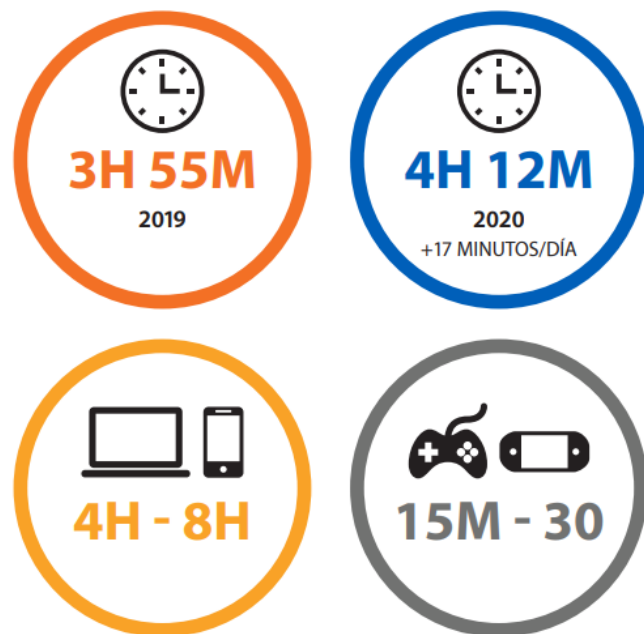 3H 55M
2019
4H 12M
2020
+17 MINUTOS/DÍA
4H - 8H
15M - 30